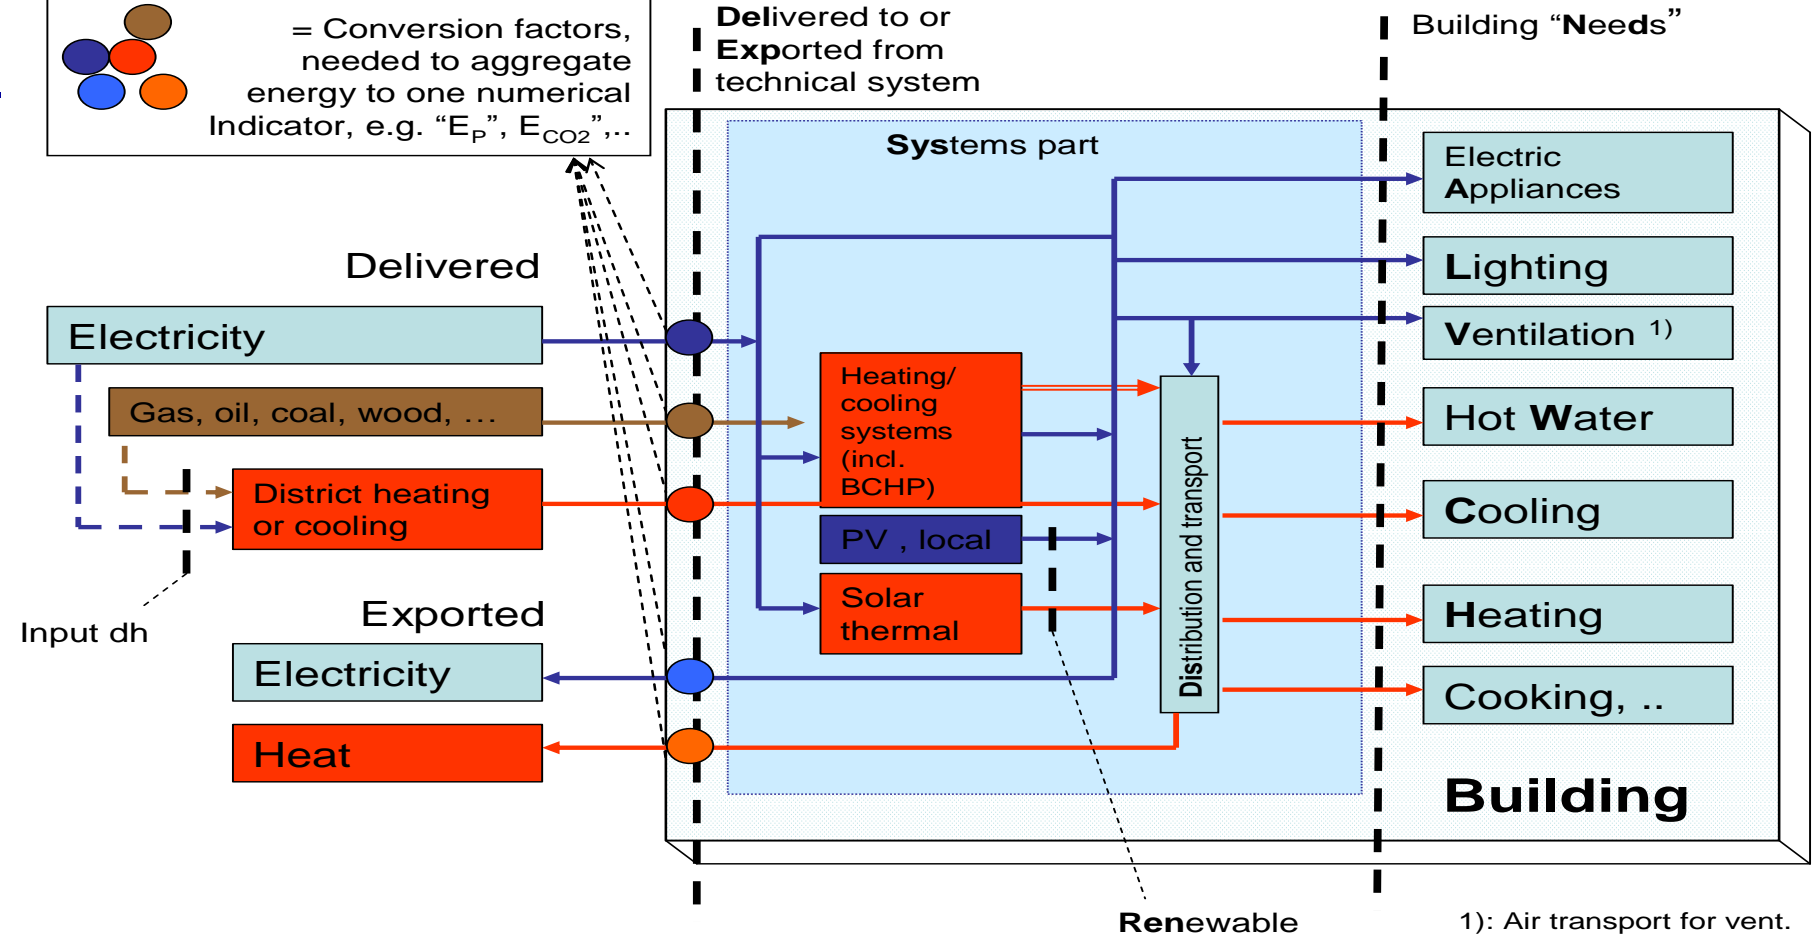 = Conversion factors,
needed to aggregate
energy to one numerical
Indicator, e.g. “EP”, ECO2”,..
Delivered to or
Exported from
technical system
Building “Needs”
Systems part
Electric
Appliances
Lighting
Ventilation 1)
Hot Water
Cooling
Heating
Cooking, ..
Building
Delivered
Electricity
Gas, oil, coal, wood, ...
District heating
or cooling
Input dh
Exported
Electricity
Heat
Heating/
cooling
systems
(incl.
BCHP)
PV , local
Solar
thermal
Distribution and transport
Renewable
1): Air transport for vent.